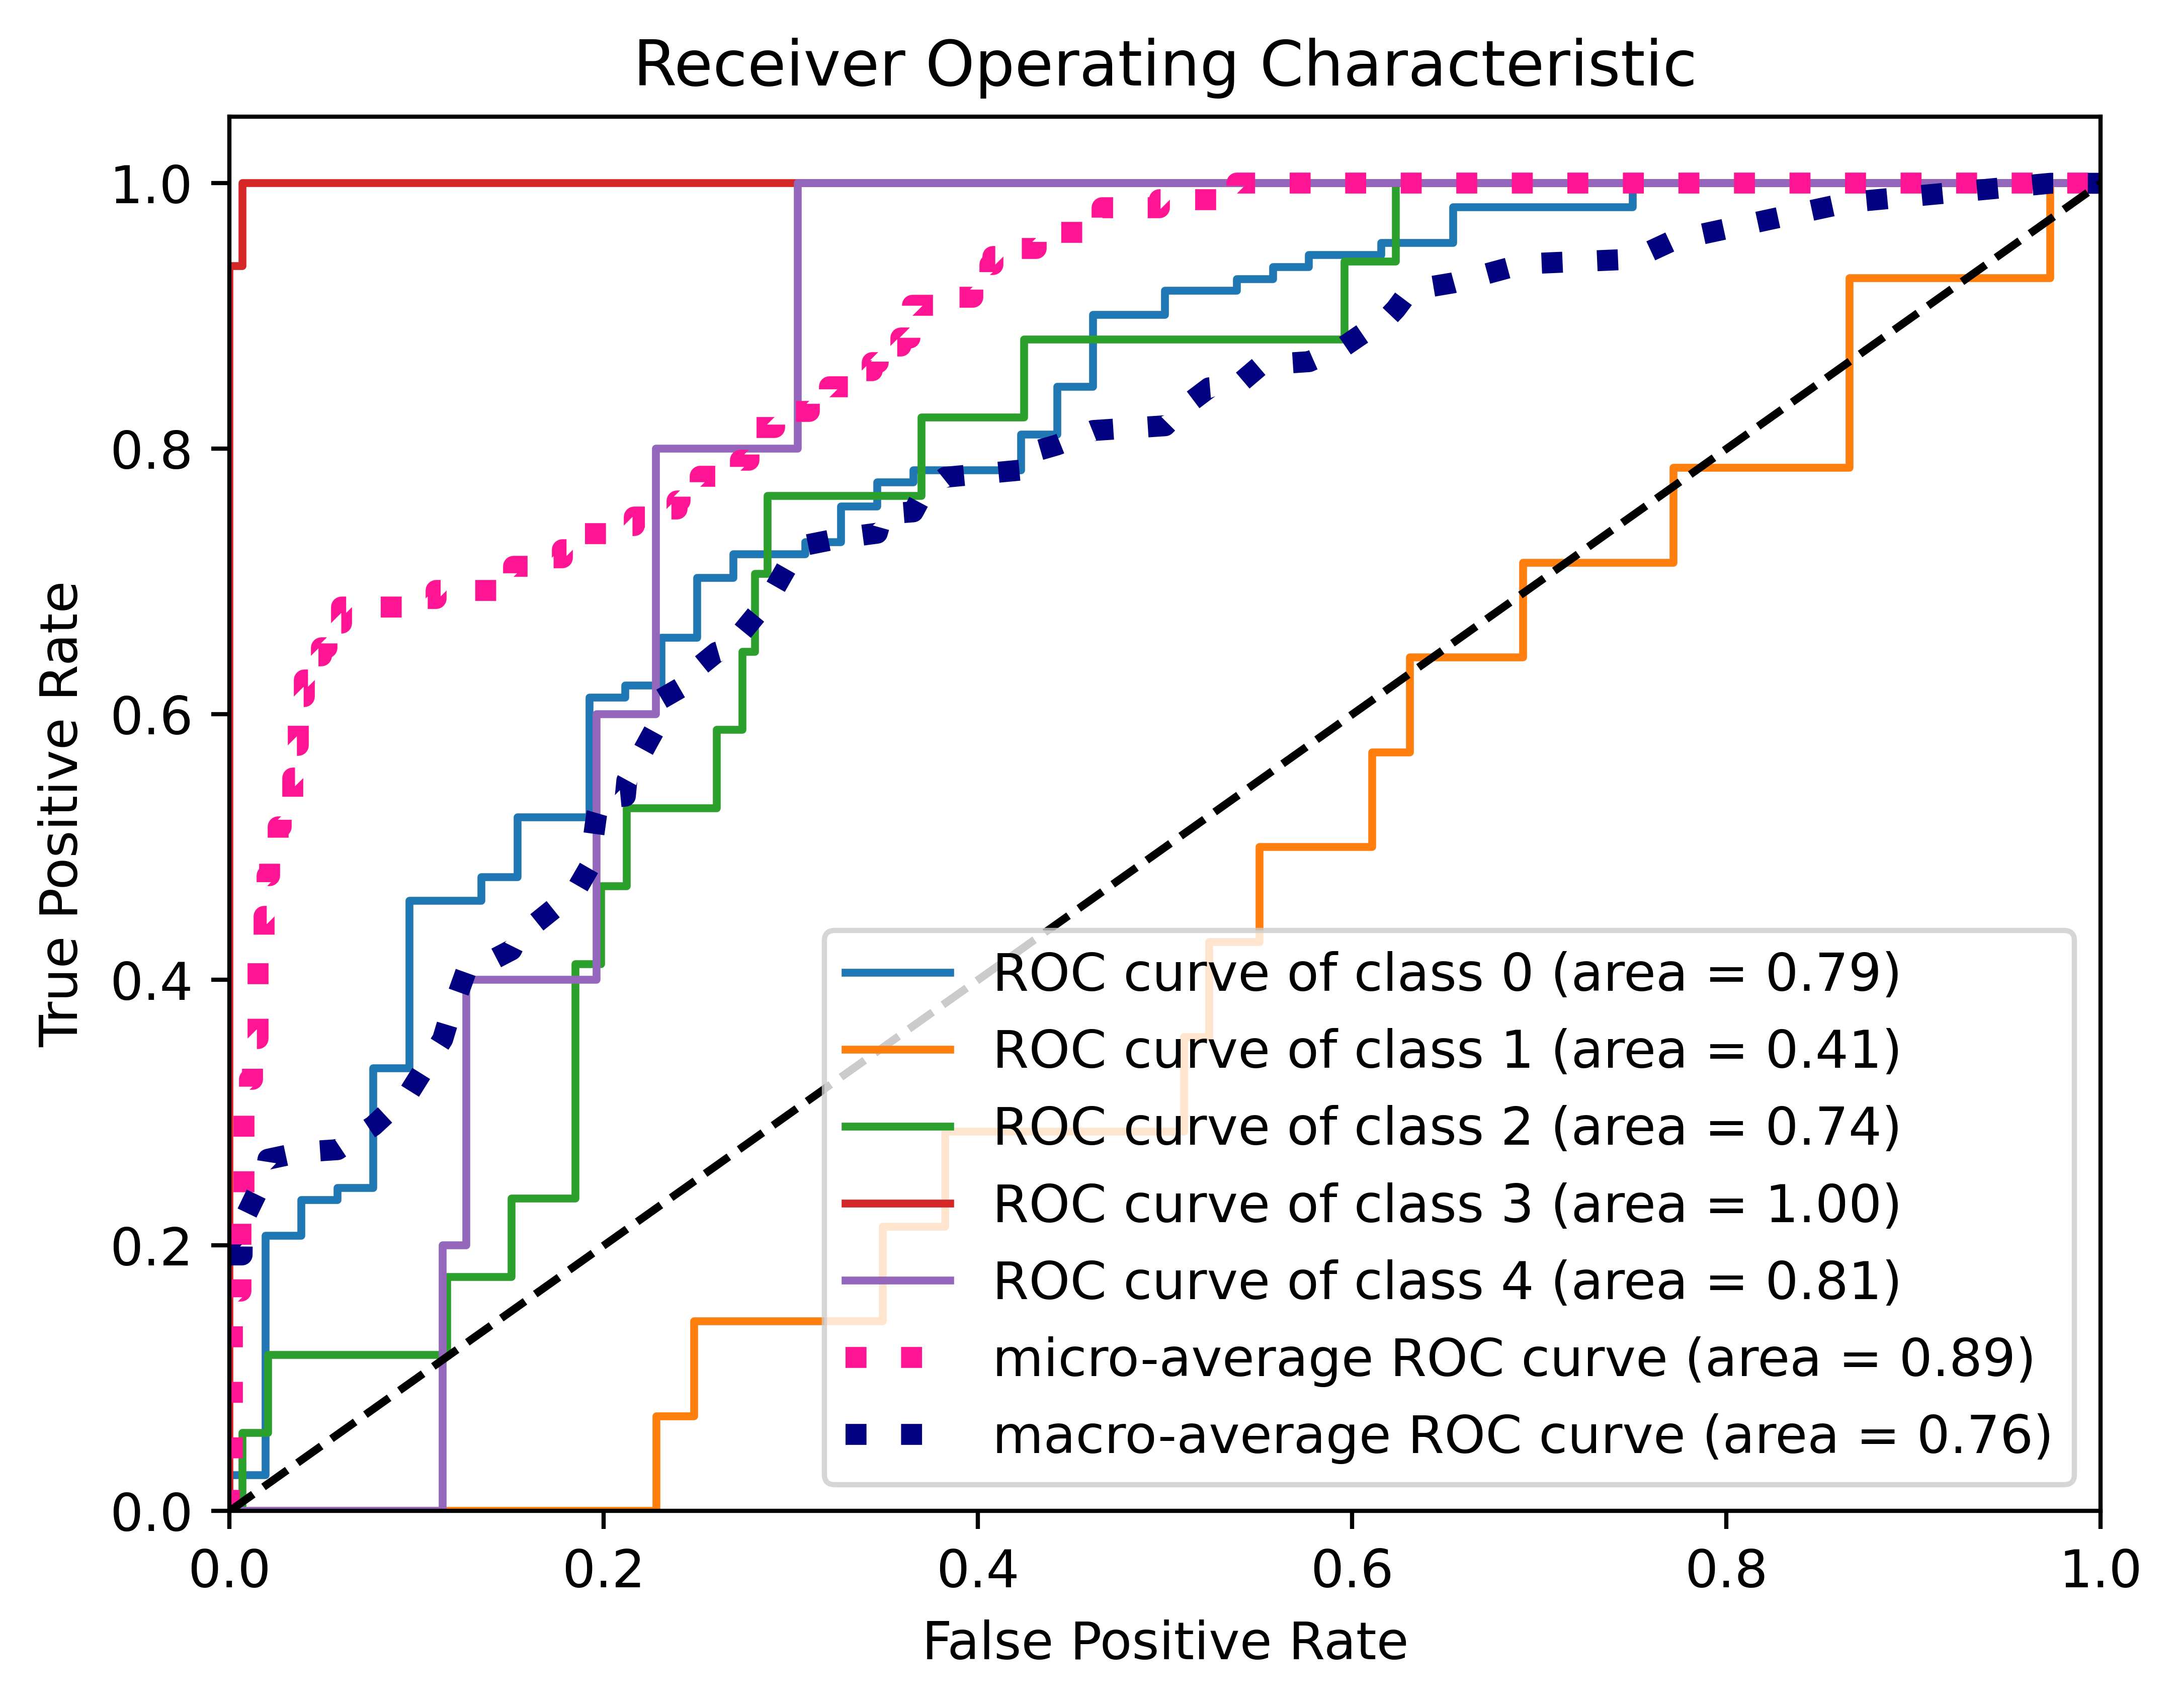 Receiver Operating Characteristic
True Positive Rate
1.0
0.8
0.6
0.4
0.2
0.0
ROC curve of class 0 (area = 0.79)
ROC curve of class 1 (area = 0.41)
ROC curve of class 2 (area = 0.74)
ROC curve of class 3 (area = 1.00)
ROC curve of class 4 (area = 0.81)
micro-average ROC curve (area = 0.89)
macro-average ROC curve (area = 0.76)
0.0 0.2 0.4 0.6 0.8 1.0
False Positive Rate